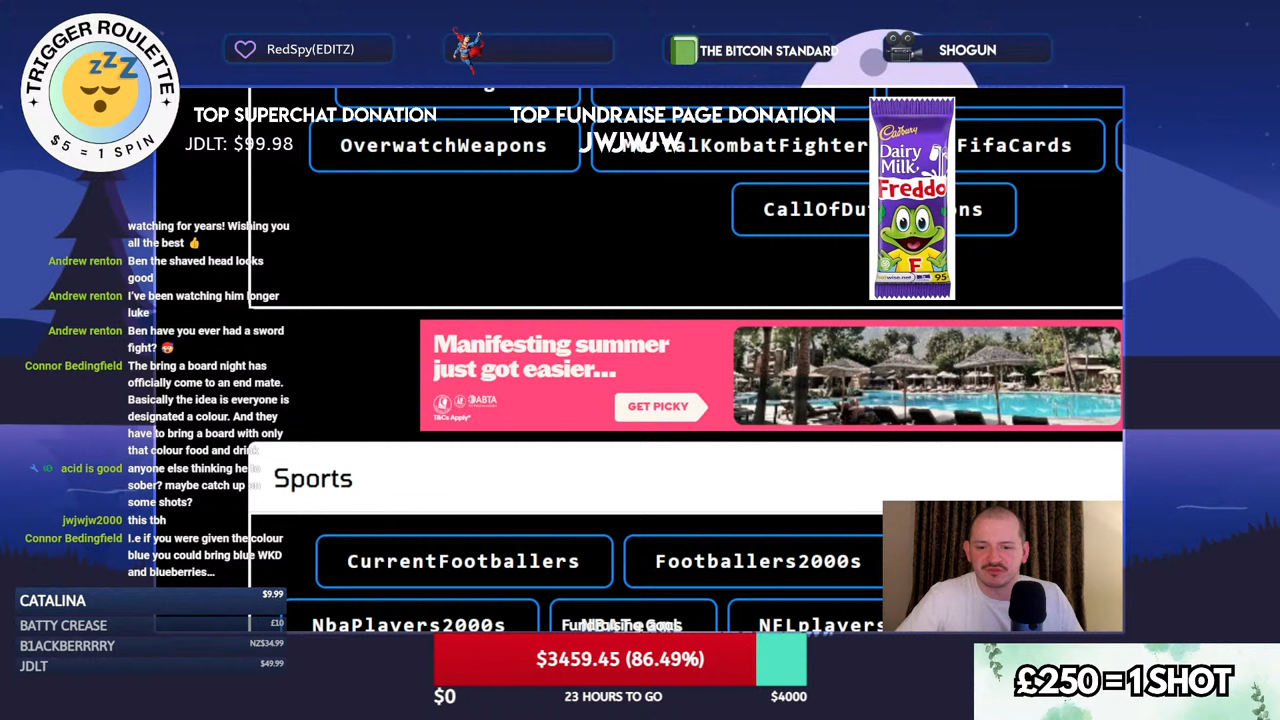 TRIGGER ROULETTE
zzz
$5 = 1 SPIN
RedSpy(EDITZ)
THE BITCOIN STANDARD
SHOGUN
TOP SUPERCHAT DONATION
JDLT: $99.98
TOP FUNDRAISE PAGE DONATION
JWJWJW
OverwatchWeapons
FifaCards
Cadbury
Dairy
Milk
Freddo
F
95
watching for years! Wishing you
all the best 👍
Andrew renton Ben the shaved head looks
good
Andrew renton I've been watching him longer
luke
Andrew renton Ben have you ever had a sword
fight?
Connor Bedingfield The bring a board night has
officially come to an end mate.
Basically the idea is everyone is
designated a colour. And they
have to bring a board with only
that colour food and drink
acid is good anyone else thinking he
sober? maybe catch up
some shots?
jwjwjw2000 this tbh
Connor Bedingfield I.e if you were given the colour
blue you could bring blue WKD
and blueberries...
Manifesting summer
just got easier...
ABTA
T&Cs Apply*
GET PICKY
Sports
CurrentFootballers
Footballers2000s
NbaPlayers2000s
NBATeams
NFLplayers
CATALINA $9.99
BATTY CREASE £10
B1ACKBERRRRY NZ$34.99
JDLT $49.99
Fundraising Goal
$3459.45 (86.49%)
$0
23 HOURS TO GO
$4000
£250 = 1 SHOT